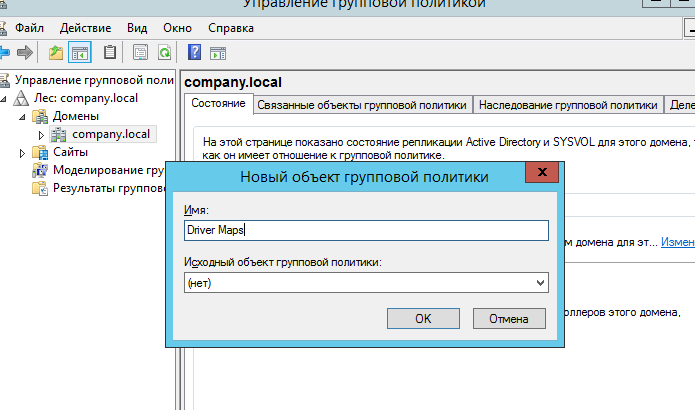 Управление групповой политикой
Файл Действие Вид Окно Справка
Управление групповой поли
Лес: company.local
Домены
company.local
Сайты
Моделирование гру
Результаты группово
company.local
Состояние
Связанные объекты групповой политики
Наследование групповой политики
Деле
На этой странице показано состояние репликации Active Directory и SYSVOL для этого домена, т
как он имеет отношение к групповой политике.
м домена для эт... Измен
оллеров этого домена,
Новый объект групповой политики
Имя:
Driver Maps
Исходный объект групповой политики:
(нет)
OK
Отмена